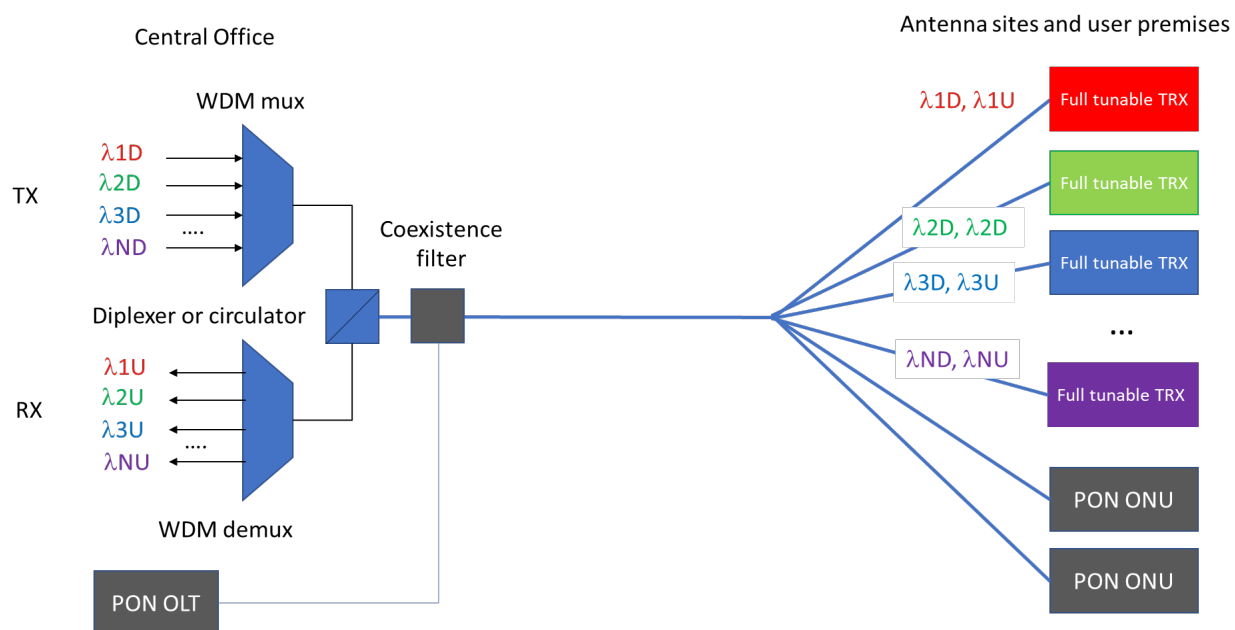 Central Office
Antenna sites and user premises
WDM mux
TX
λ1D
λ2D
λ3D
....
λND
Coexistence
filter
Diplexer or circulator
RX
λ1U
λ2U
λ3U
....
λNU
WDM demux
PON OLT
λ1D, λ1U
Full tunable TRX
Full tunable TRX
λ2D, λ2D
λ3D, λ3U
Full tunable TRX
...
λND, λNU
Full tunable TRX
PON ONU
PON ONU